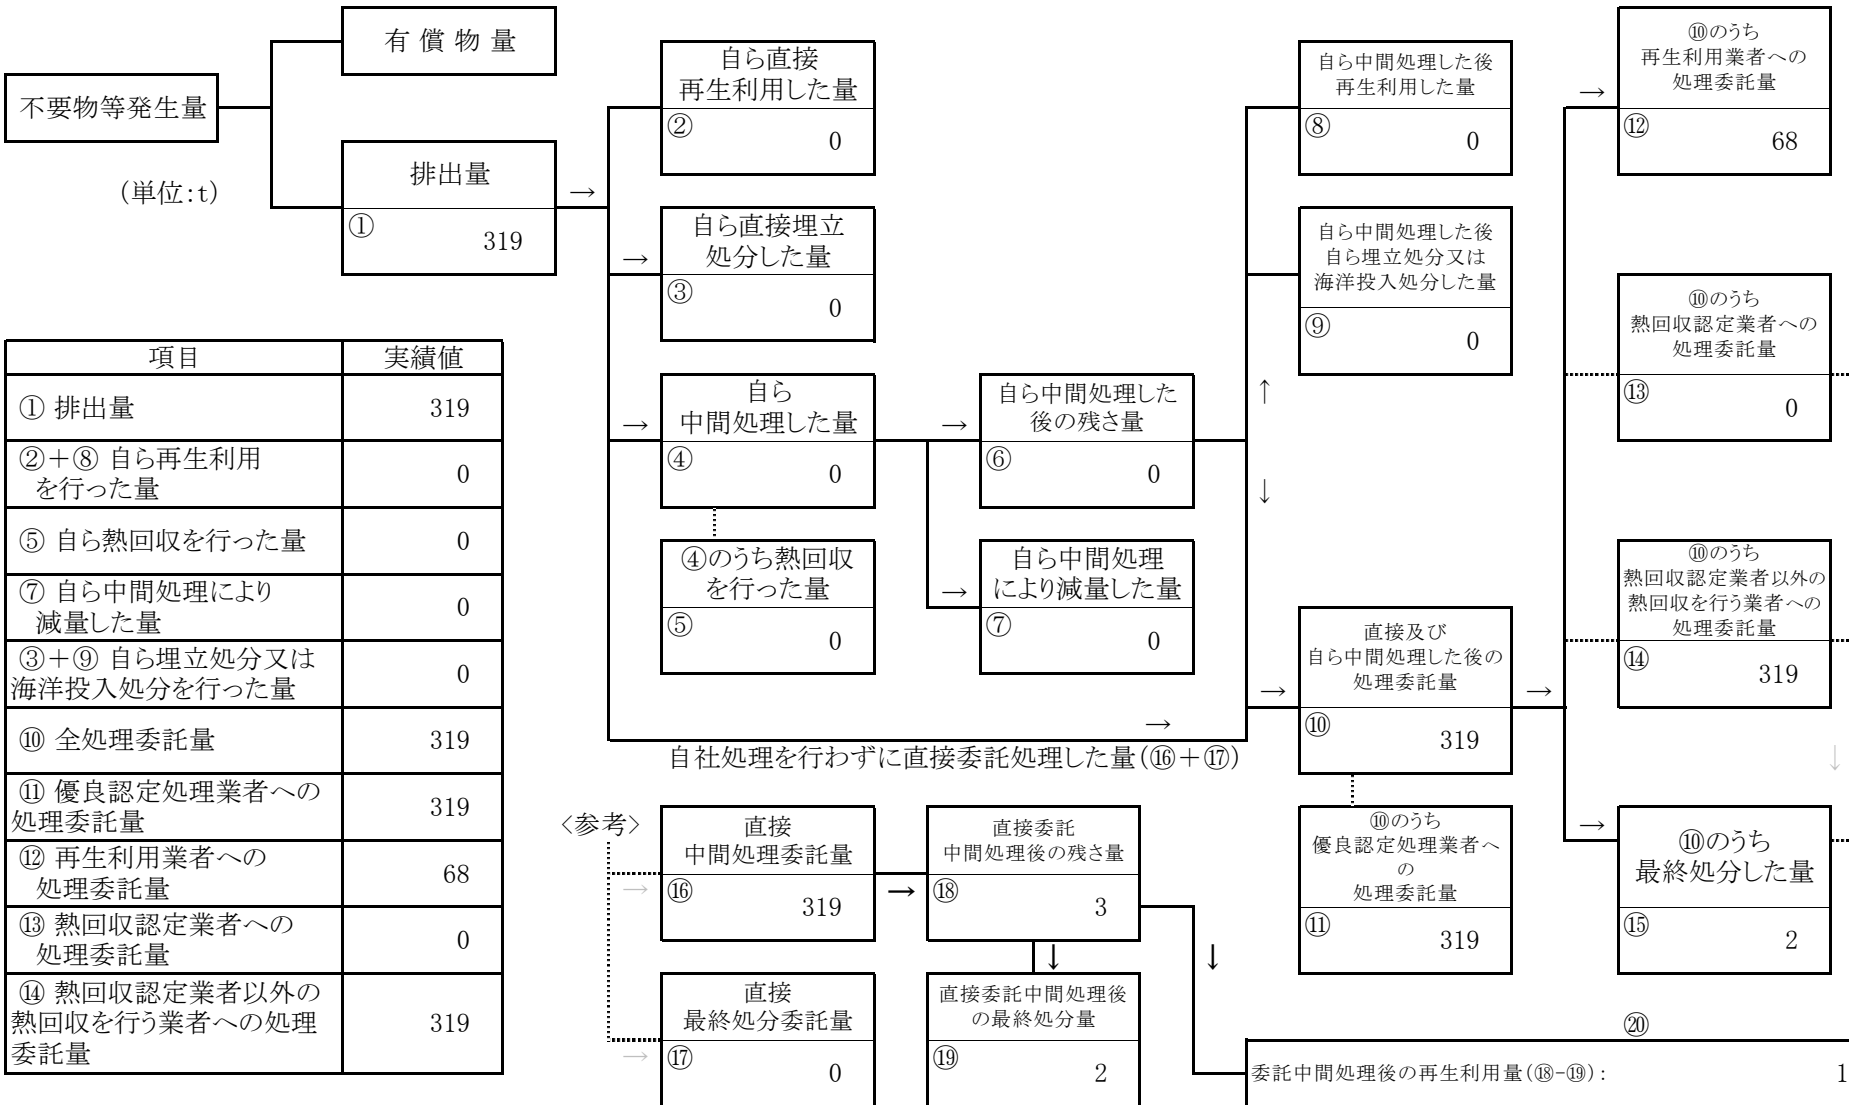 有 償 物 量
不要物等発生量
(単位:t)
排出量
① 319
→
自ら直接
再生利用した量
② 0
→
自ら直接埋立
処分した量
③ 0
→
自ら
中間処理した量
④ 0
④のうち熱回収
を行った量
⑤ 0
→
自ら中間処理した
後の残さ量
⑥ 0
→
自ら中間処理
により減量した量
⑦ 0
↑
↓
自ら中間処理した後
再生利用した量
⑧ 0
自ら中間処理した後
自ら埋立処分又は
海洋投入処分した量
⑨ 0
→
自社処理を行わずに直接委託処理した量(⑯+⑰)
→
直接及び
自ら中間処理した後の
処理委託量
⑩ 319
→
⑩のうち
優良認定処理業者へ
の
処理委託量
⑪ 319
→
⑩のうち
再生利用業者への
処理委託量
⑫ 68
⑩のうち
熱回収認定業者への
処理委託量
⑬ 0
⑩のうち
熱回収認定業者以外の
熱回収を行う業者への
処理委託量
⑭ 319
↓
→
⑩のうち
最終処分した量
⑮ 2
項目 実績値
① 排出量 319
②+⑧ 自ら再生利用
を行った量 0
⑤ 自ら熱回収を行った量 0
⑦ 自ら中間処理により
減量した量 0
③+⑨ 自ら埋立処分又は
海洋投入処分を行った量 0
⑩ 全処理委託量 319
⑪ 優良認定処理業者への
処理委託量 319
⑫ 再生利用業者への
処理委託量 68
⑬ 熱回収認定業者への
処理委託量 0
⑭ 熱回収認定業者以外の
熱回収を行う業者への処理
委託量 319
〈参考〉
→
直接
中間処理委託量
⑯ 319
→
直接委託
中間処理後の残さ量
⑱ 3
↓
↓
→
直接
最終処分委託量
⑰ 0
直接委託中間処理後
の最終処分量
⑲ 2
⑳
委託中間処理後の再生利用量(⑱-⑲): 1